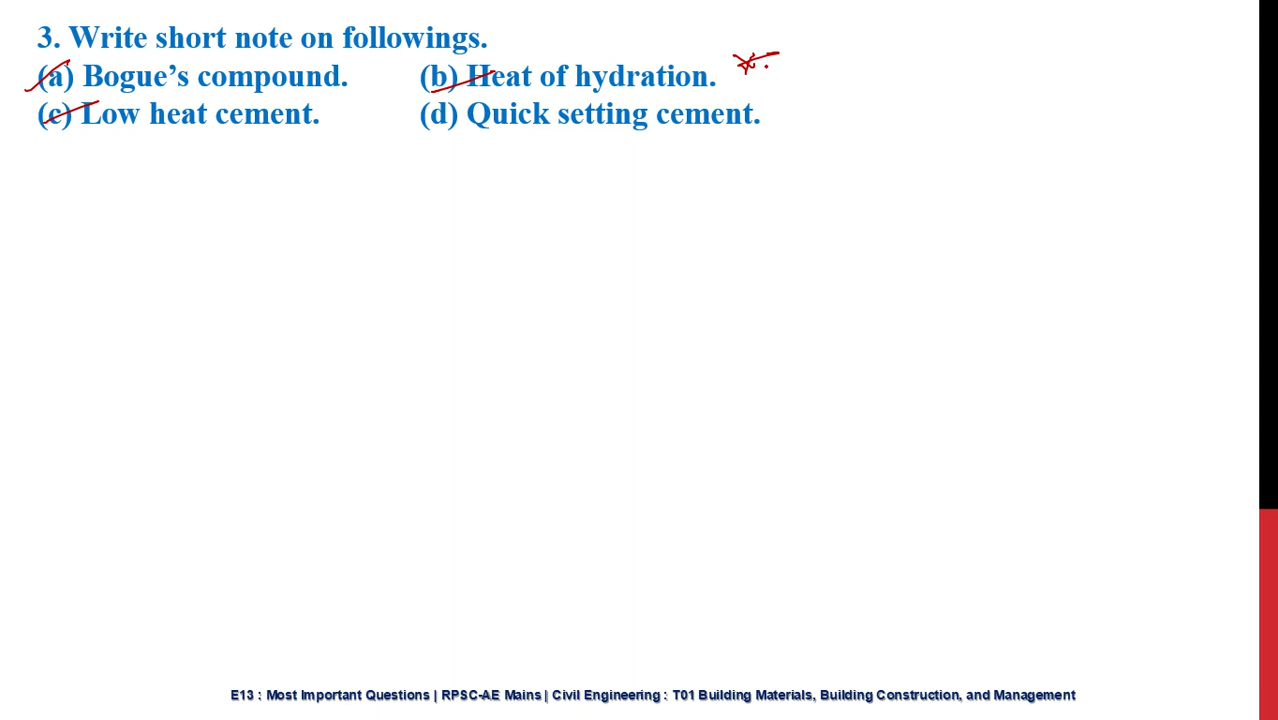 3. Write short note on followings.
(a) Bogue’s compound. (b) Heat of hydration.
(c) Low heat cement. (d) Quick setting cement.
E13 : Most Important Questions | RPSC-AE Mains | Civil Engineering : T01 Building Materials, Building Construction, and Management